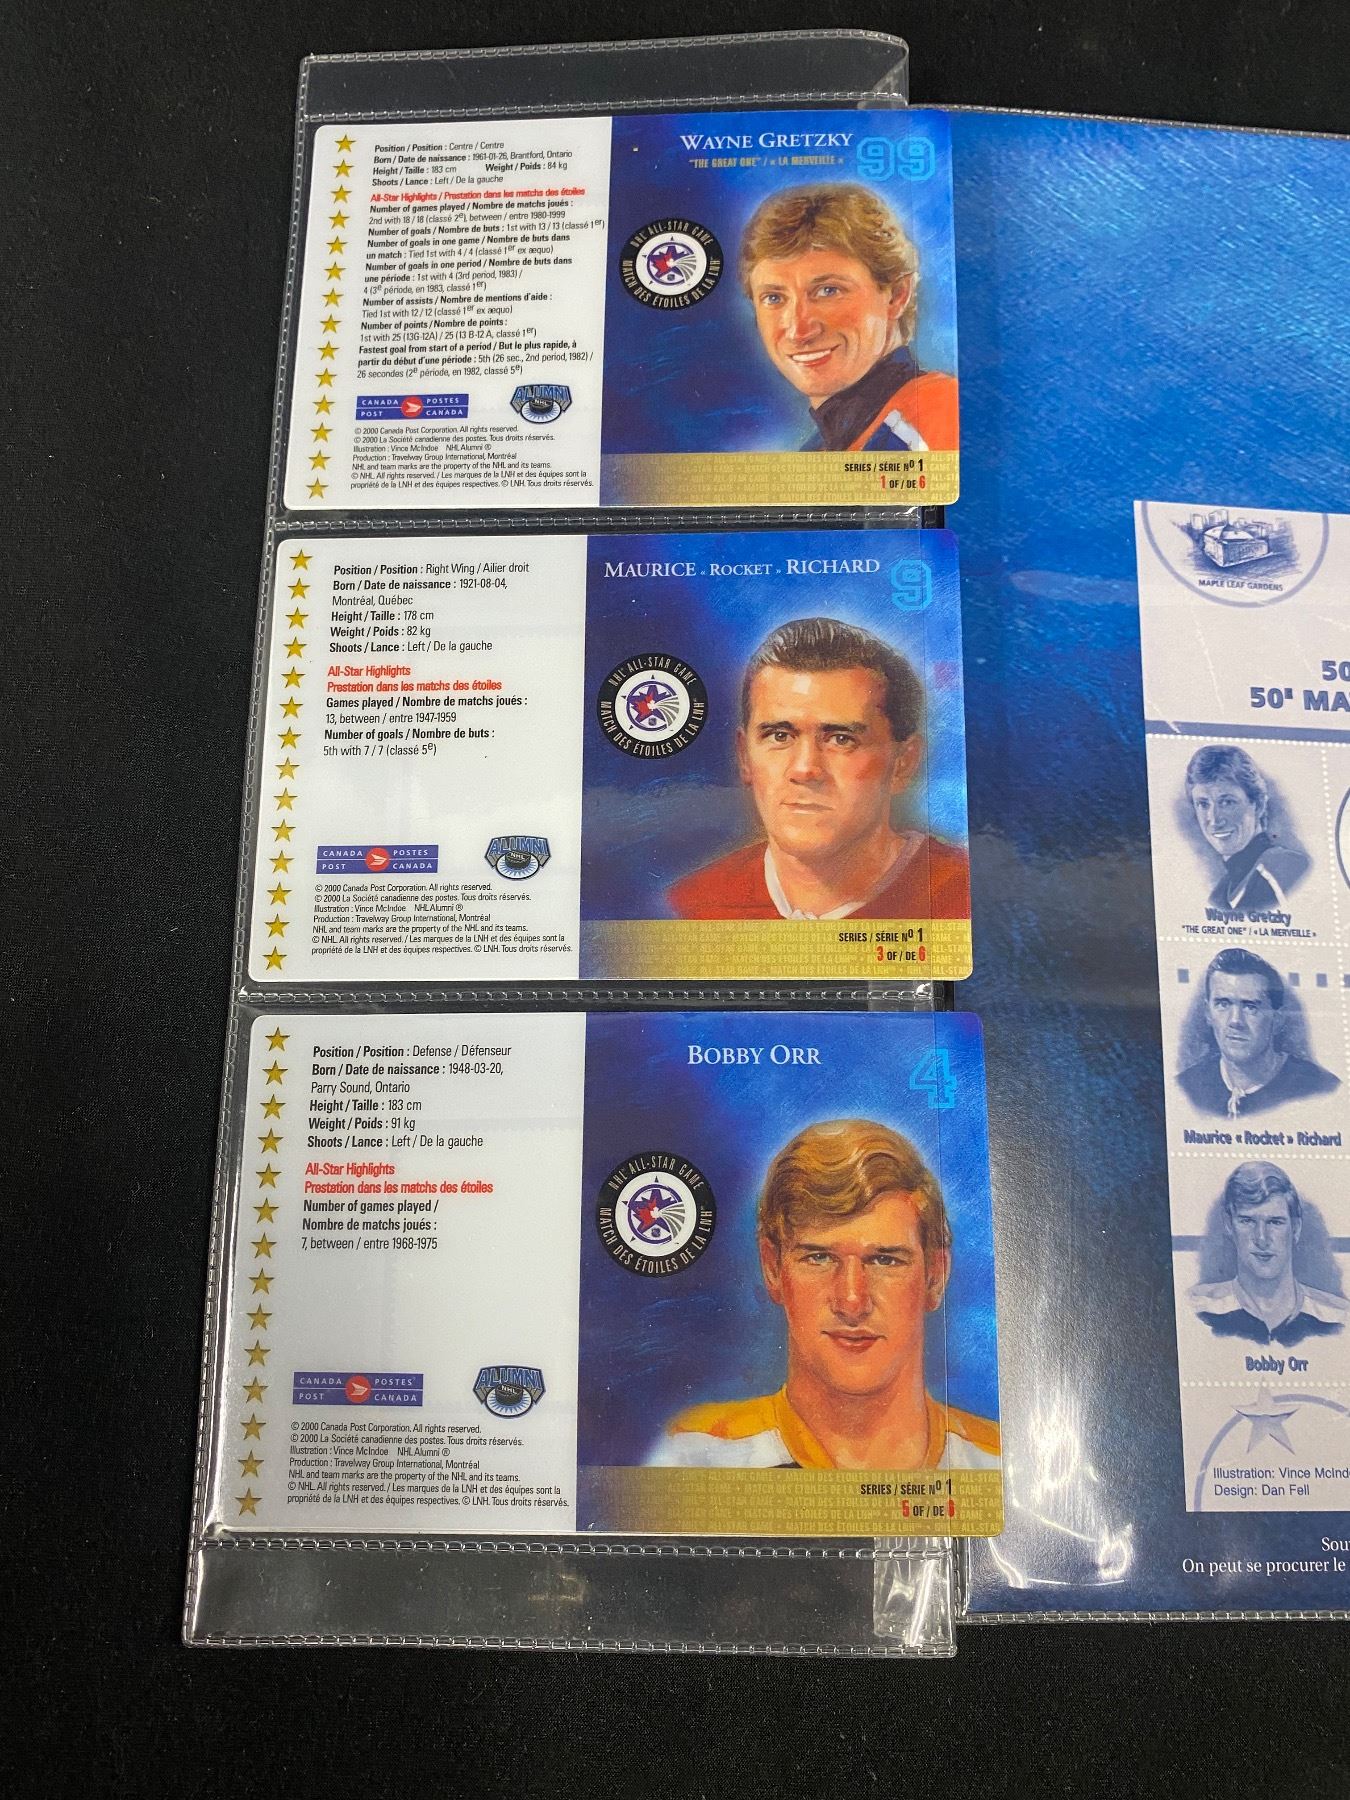 Position / Position : Centre / Centre
Born / Date de naissance : 1961-01-26, Brantford, Ontario
Height / Taille : 183 cm Weight / Poids : 84 kg
Shoots / Lance : Left / De la gauche
All-Star Highlights / Prestation dans les matchs des étoiles
Number of games played / Nombre de matchs joués :
2nd with 18 / 18 (classé 2e), between / entre 1980-1999
Number of goals / Nombre de buts : 1st with 13 / 13 (classé 1er)
Number of goals in one game / Nombre de buts dans
un match : Tied 1st with 4 / 4 (classé 1er ex æquo)
Number of goals in one period / Nombre de buts dans
une période : 1st with 4 (3rd period, 1983) /
4 (3e période, en 1983, classé 1er)
Number of assists / Nombre de mentions d'aide :
Tied 1st with 12 / 12 (classé 1er ex æquo)
Number of points / Nombre de points :
1st with 25 (13G-12A) / 25 (13 B-12 A, classé 1er)
Fastest goal from start of a period / But le plus rapide, à
partir du début d'une période : 5th (26 sec., 2nd period, 1982) /
26 secondes (2e période, en 1982, classé 5e)
CANADA POSTES
POST CANADA
ALUMNI
NHL
© 2000 Canada Post Corporation. All rights reserved.
© 2000 La Société canadienne des postes. Tous droits réservés.
Illustration : Vince McIndoe NHL Alumni ®
Production : Travelway Group International, Montréal
NHL and team marks are the property of the NHL and its teams.
© NHL. All rights reserved. / Les marques de la LNH et des équipes sont la
propriété de la LNH et des équipes respectives. © LNH. Tous droits réservés.
WAYNE GRETZKY
"THE GREAT ONE" / « LA MERVEILLE »
99
NHL ALL-STAR GAME
MATCH DES ÉTOILES DE LA LNH
SERIES / SÉRIE No 1
1 OF / DE 6
Position / Position : Right Wing / Ailier droit
Born / Date de naissance : 1921-08-04,
Montréal, Québec
Height / Taille : 178 cm
Weight / Poids : 82 kg
Shoots / Lance : Left / De la gauche
All-Star Highlights
Prestation dans les matchs des étoiles
Games played / Nombre de matchs joués :
13, between / entre 1947-1959
Number of goals / Nombre de buts :
5th with 7 / 7 (classé 5e)
CANADA POSTES
POST CANADA
ALUMNI
NHL
© 2000 Canada Post Corporation. All rights reserved.
© 2000 La Société canadienne des postes. Tous droits réservés.
Illustration : Vince McIndoe NHL Alumni ®
Production : Travelway Group International, Montréal
NHL and team marks are the property of the NHL and its teams.
© NHL. All rights reserved. / Les marques de la LNH et des équipes sont la
propriété de la LNH et des équipes respectives. © LNH. Tous droits réservés.
MAURICE « ROCKET » RICHARD
9
NHL ALL-STAR GAME
MATCH DES ÉTOILES DE LA LNH
SERIES / SÉRIE No 1
3 OF / DE 6
Position / Position : Defense / Défenseur
Born / Date de naissance : 1948-03-20,
Parry Sound, Ontario
Height / Taille : 183 cm
Weight / Poids : 91 kg
Shoots / Lance : Left / De la gauche
All-Star Highlights
Prestation dans les matchs des étoiles
Number of games played /
Nombre de matchs joués :
7, between / entre 1968-1975
CANADA POSTES
POST CANADA
ALUMNI
NHL
© 2000 Canada Post Corporation. All rights reserved.
© 2000 La Société canadienne des postes. Tous droits réservés.
Illustration : Vince McIndoe NHL Alumni ®
Production : Travelway Group International, Montréal
NHL and team marks are the property of the NHL and its teams.
© NHL. All rights reserved. / Les marques de la LNH et des équipes sont la
propriété de la LNH et des équipes respectives. © LNH. Tous droits réservés.
BOBBY ORR
4
NHL ALL-STAR GAME
MATCH DES ÉTOILES DE LA LNH
SERIES / SÉRIE No 1
5 OF / DE 6
MAPLE LEAF GARDENS
50
50e MA
Wayne Gretzky
"THE GREAT ONE" / « LA MERVEILLE »
Maurice « Rocket » Richard
Bobby Orr
Illustration: Vince McIndo
Design: Dan Fell
Sou
On peut se procurer le